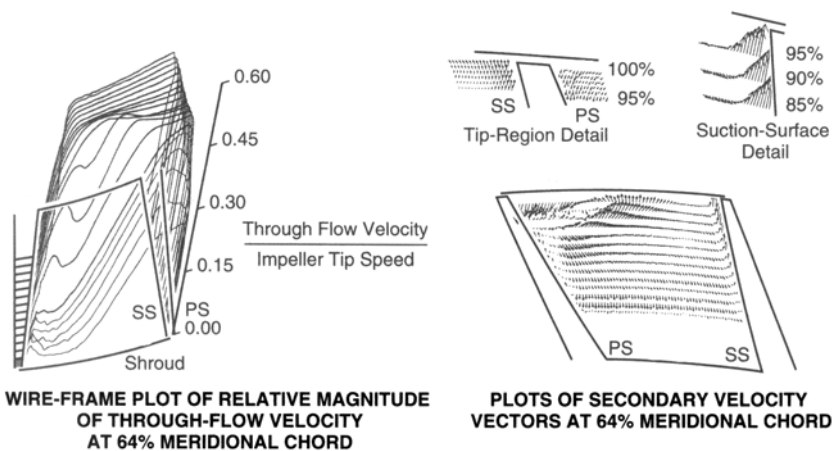 0.60
0.45
0.30
Through Flow Velocity
Impeller Tip Speed
0.15
SS
PS
0.00
Shroud
WIRE-FRAME PLOT OF RELATIVE MAGNITUDE
OF THROUGH-FLOW VELOCITY
AT 64% MERIDIONAL CHORD
100%
95%
SS
PS
Tip-Region Detail
95%
90%
85%
Suction-Surface
Detail
PS
SS
PLOTS OF SECONDARY VELOCITY
VECTORS AT 64% MERIDIONAL CHORD